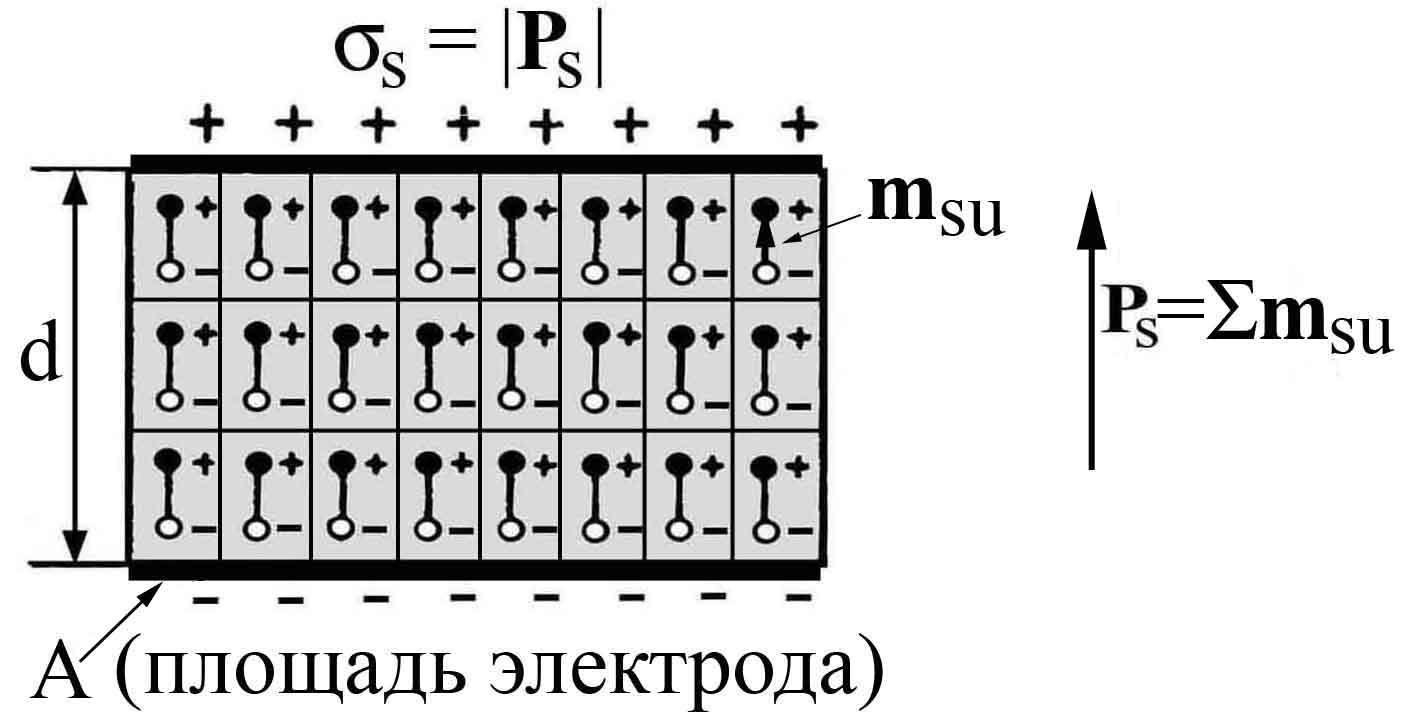 σs = |Ps|
+ + + + + + + +
+ + + + + + + +
msu
− − − − − − − −
Ps=Σmsu
+ + + + + + + +
d
− − − − − − − −
+ + + + + + + +
− − − − − − − −
− − − − − − − −
A (площадь электрода)